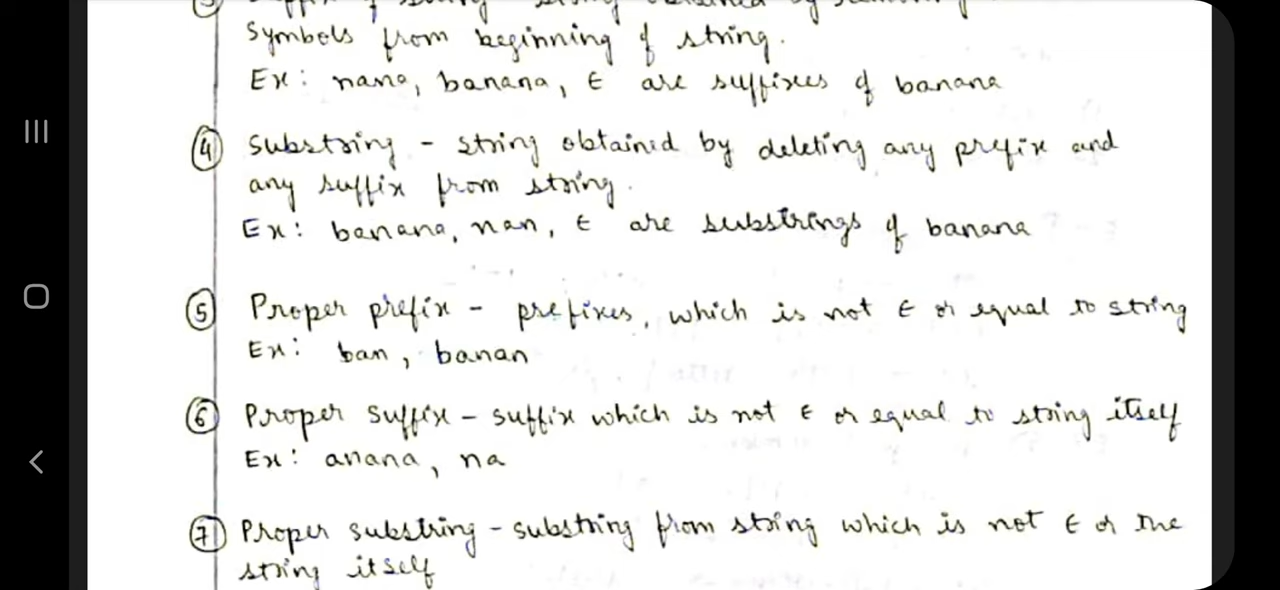 Symbols from beginning of string.
Ex: nana, banana, ϵ are suffixes of banana
④ Substring - string obtained by deleting any prefix and
any suffix from string.
Ex: banana, nan, ϵ are substrings of banana
⑤ Proper prefix - prefixes, which is not ϵ or equal to string
Ex: ban, banan
⑥ Proper suffix - suffix which is not ϵ or equal to string itself
Ex: anana, na
⑦ Proper substring - substring from string which is not ϵ or the
string itself